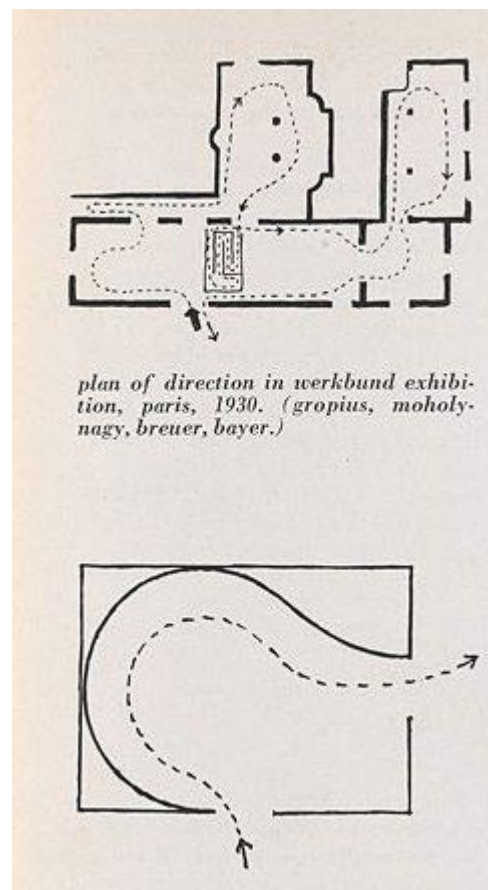 plan of direction in werkbund exhibi-
tion, paris, 1930. (gropius, moholy-
nagy, breuer, bayer.)